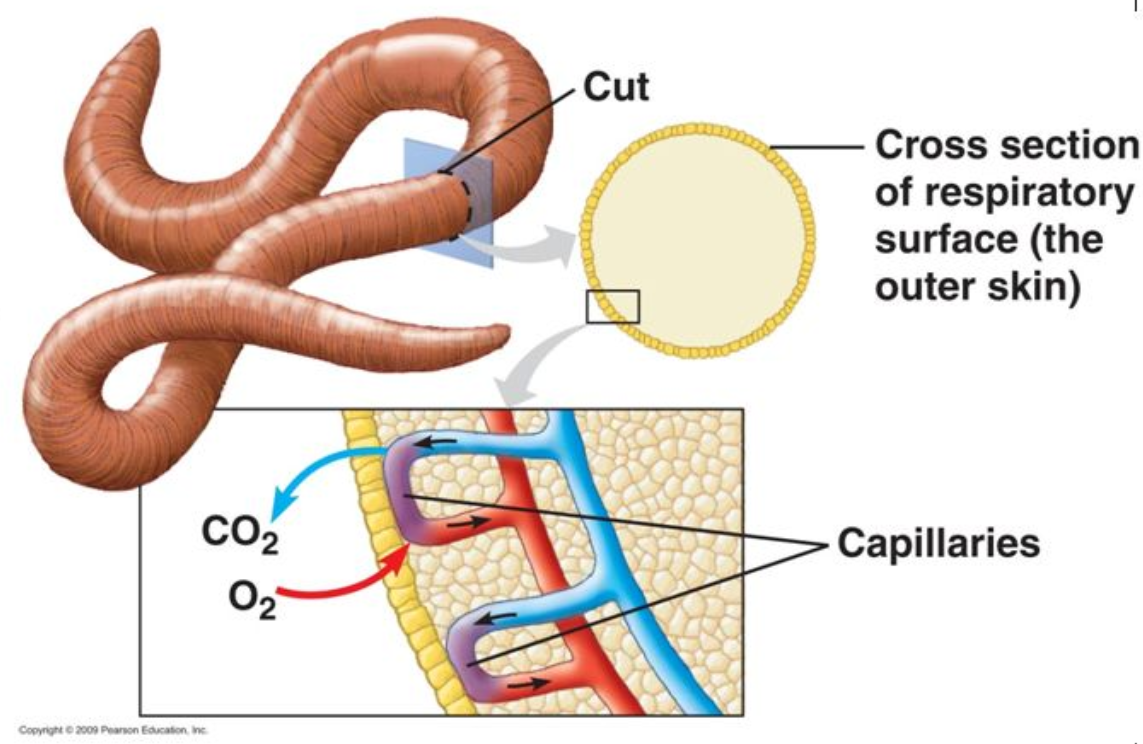 Cut
Cross section
of respiratory
surface (the
outer skin)
CO₂
O₂
Capillaries
Copyright © 2009 Pearson Education, Inc.